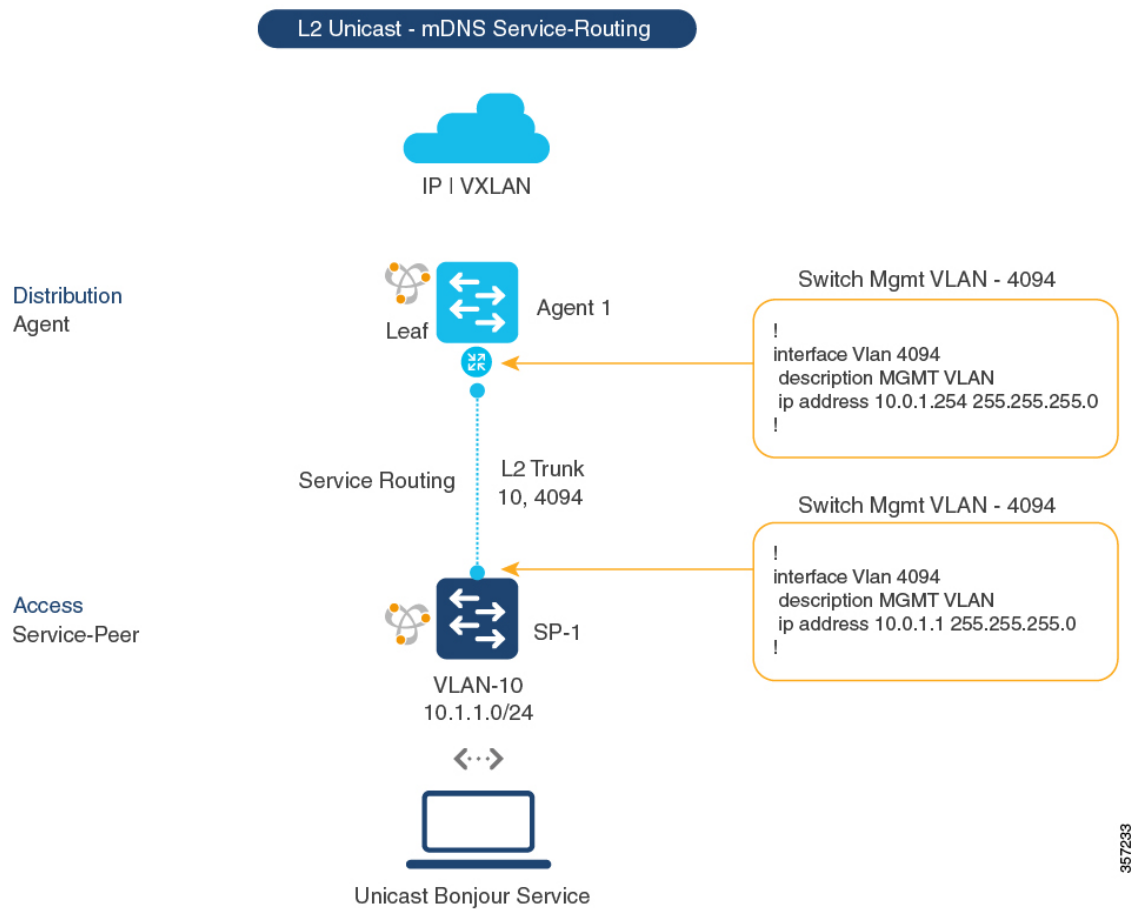 L2 Unicast - mDNS Service-Routing
IP | VXLAN
Distribution
Agent
Leaf
Agent 1
Switch Mgmt VLAN - 4094
!
interface Vlan 4094
description MGMT VLAN
ip address 10.0.1.254 255.255.255.0
!
Service Routing
L2 Trunk
10, 4094
Switch Mgmt VLAN - 4094
!
interface Vlan 4094
description MGMT VLAN
ip address 10.0.1.1 255.255.255.0
!
Access
Service-Peer
SP-1
VLAN-10
10.1.1.0/24
Unicast Bonjour Service
357233